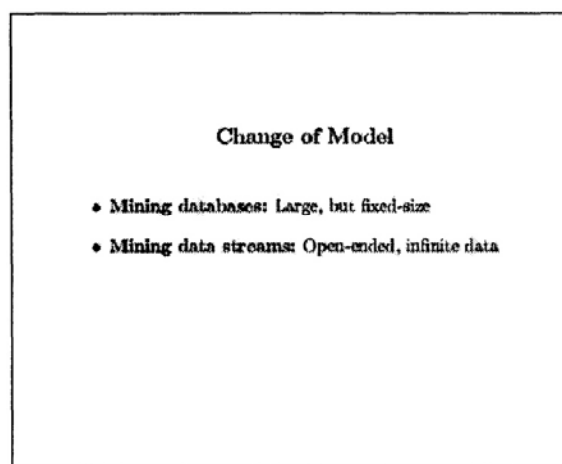 Change of Model
• Mining databases: Large, but fixed-size
• Mining data streams: Open-ended, infinite data